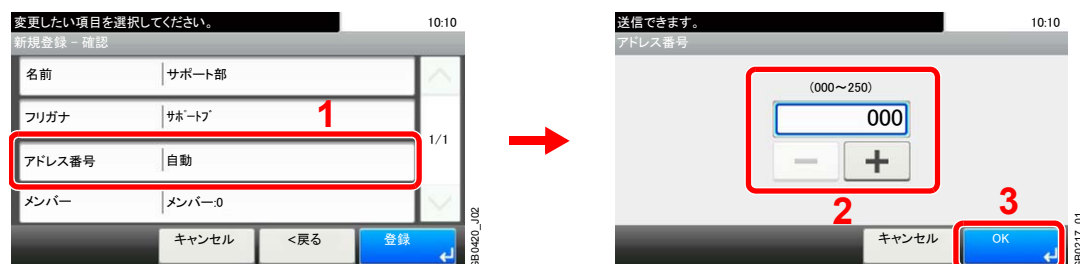 変更したい項目を選択してください。 10:10
新規登録 - 確認
名前 サポート部
フリガナ ｻﾎﾟｰﾄﾌﾞ
1
アドレス番号 自動
1/1
メンバー メンバー:0
キャンセル <戻る 登録
GB0420_J02
送信できます。 10:10
アドレス番号
(000～250)
000
− +
2
3
キャンセル OK
GB0217_01